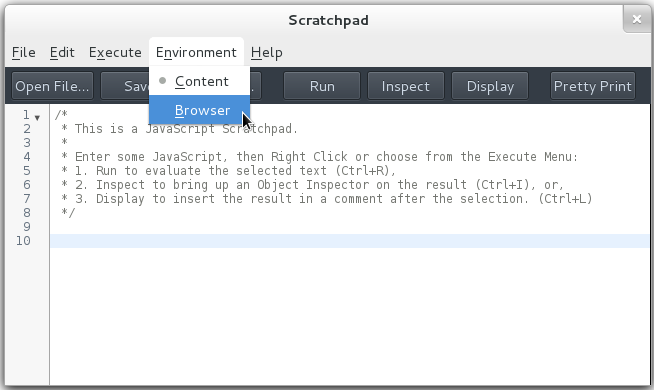 Scratchpad
File Edit Execute Environment Help
Open File... Save Run Inspect Display Pretty Print
Content
Browser
1 /*
2 * This is a JavaScript Scratchpad.
3 *
4 * Enter some JavaScript, then Right Click or choose from the Execute Menu:
5 * 1. Run to evaluate the selected text (Ctrl+R),
6 * 2. Inspect to bring up an Object Inspector on the result (Ctrl+I), or,
7 * 3. Display to insert the result in a comment after the selection. (Ctrl+L)
8 */
9
10